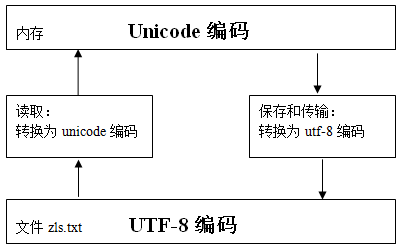 内存 Unicode 编码
读取：
转换为 unicode 编码
保存和传输：
转换为 utf-8 编码
文件 zls.txt UTF-8 编码